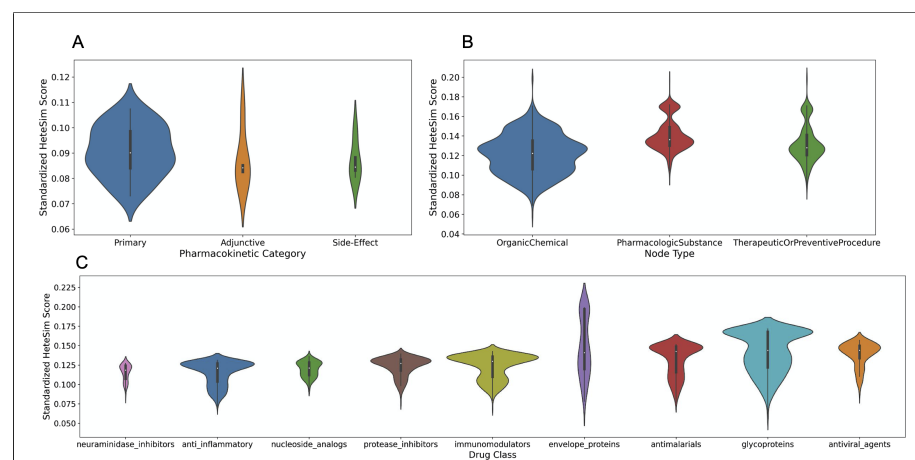 A
B
Standardized HeteSim Score
0.12
0.11
0.10
0.09
0.08
0.07
0.06
Primary
Adjunctive
Side-Effect
Pharmacokinetic Category
Standardized HeteSim Score
0.20
0.18
0.16
0.14
0.12
0.10
0.08
0.06
0.04
OrganicChemical
PharmacologicSubstance
TherapeuticOrPreventiveProcedure
Node Type
C
Standardized HeteSim Score
0.225
0.200
0.175
0.150
0.125
0.100
0.075
0.050
neuraminidase_inhibitors
anti_inflammatory
nucleoside_analogs
protease_inhibitors
immunomodulators
envelope_proteins
antimalarials
glycoproteins
antiviral_agents
Drug Class